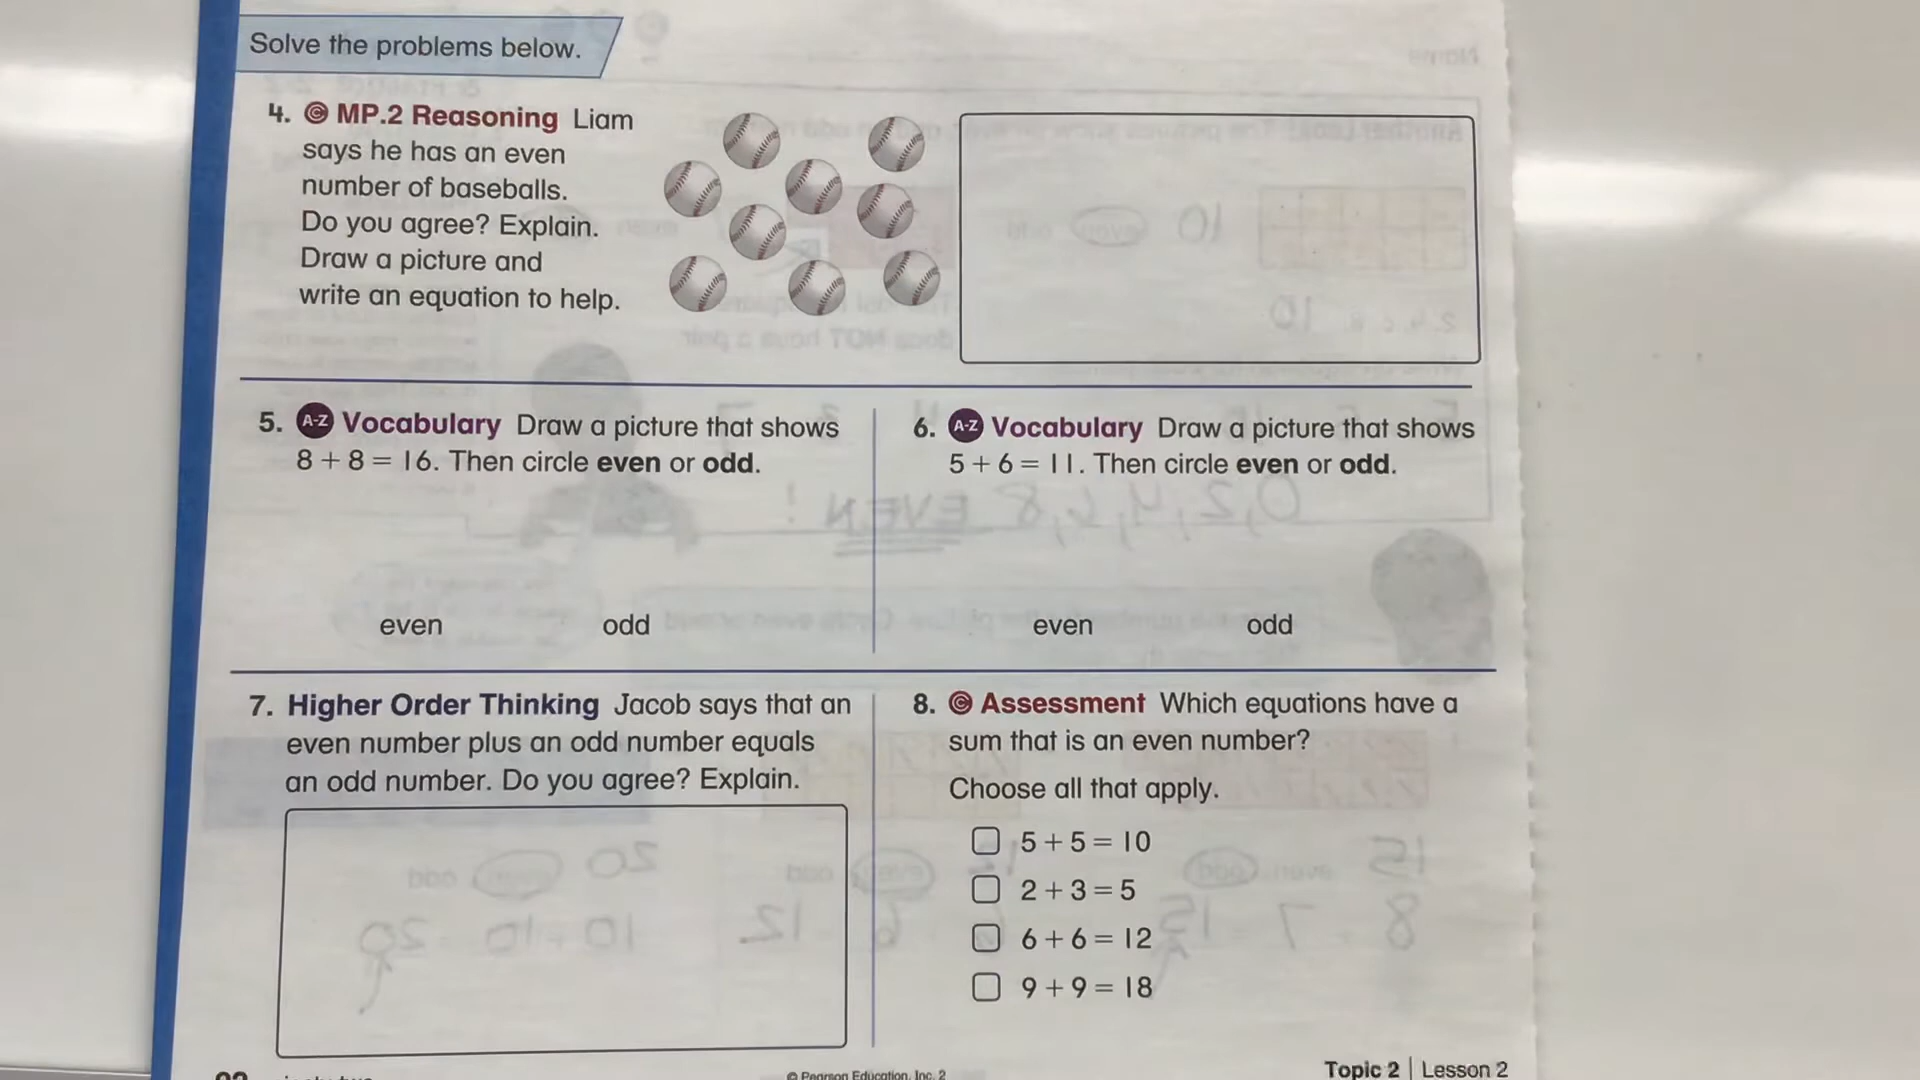 Solve the problems below.
4. © MP.2 Reasoning Liam
says he has an even
number of baseballs.
Do you agree? Explain.
Draw a picture and
write an equation to help.
5. A-Z Vocabulary Draw a picture that shows
8 + 8 = 16. Then circle even or odd.
even odd
6. A-Z Vocabulary Draw a picture that shows
5 + 6 = 11. Then circle even or odd.
even odd
7. Higher Order Thinking Jacob says that an
even number plus an odd number equals
an odd number. Do you agree? Explain.
8. © Assessment Which equations have a
sum that is an even number?
Choose all that apply.
5 + 5 = 10
2 + 3 = 5
6 + 6 = 12
9 + 9 = 18
© Pearson Education, Inc. 2
Topic 2 | Lesson 2